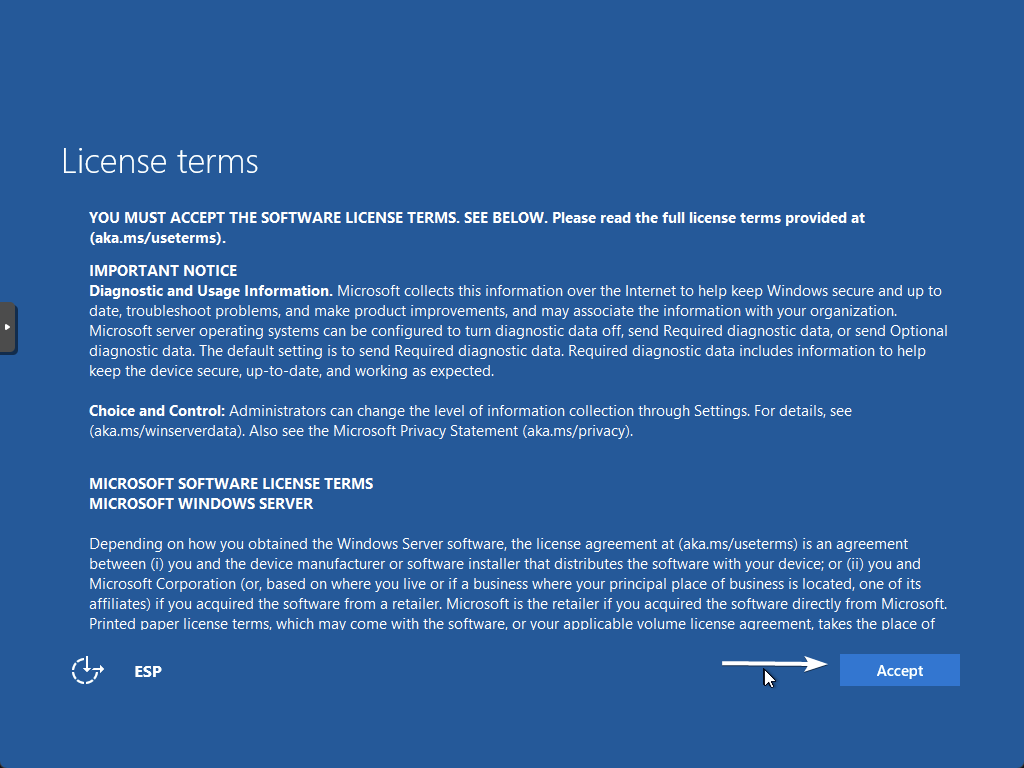 License terms
YOU MUST ACCEPT THE SOFTWARE LICENSE TERMS. SEE BELOW. Please read the full license terms provided at
(aka.ms/useterms).
IMPORTANT NOTICE
Diagnostic and Usage Information. Microsoft collects this information over the Internet to help keep Windows secure and up to
date, troubleshoot problems, and make product improvements, and may associate the information with your organization.
Microsoft server operating systems can be configured to turn diagnostic data off, send Required diagnostic data, or send Optional
diagnostic data. The default setting is to send Required diagnostic data. Required diagnostic data includes information to help
keep the device secure, up-to-date, and working as expected.
Choice and Control: Administrators can change the level of information collection through Settings. For details, see
(aka.ms/winserverdata). Also see the Microsoft Privacy Statement (aka.ms/privacy).
MICROSOFT SOFTWARE LICENSE TERMS
MICROSOFT WINDOWS SERVER
Depending on how you obtained the Windows Server software, the license agreement at (aka.ms/useterms) is an agreement
between (i) you and the device manufacturer or software installer that distributes the software with your device; or (ii) you and
Microsoft Corporation (or, based on where you live or if a business where your principal place of business is located, one of its
affiliates) if you acquired the software from a retailer. Microsoft is the retailer if you acquired the software directly from Microsoft.
Printed paper license terms, which may come with the software, or your applicable volume license agreement, takes the place of
ESP
Accept